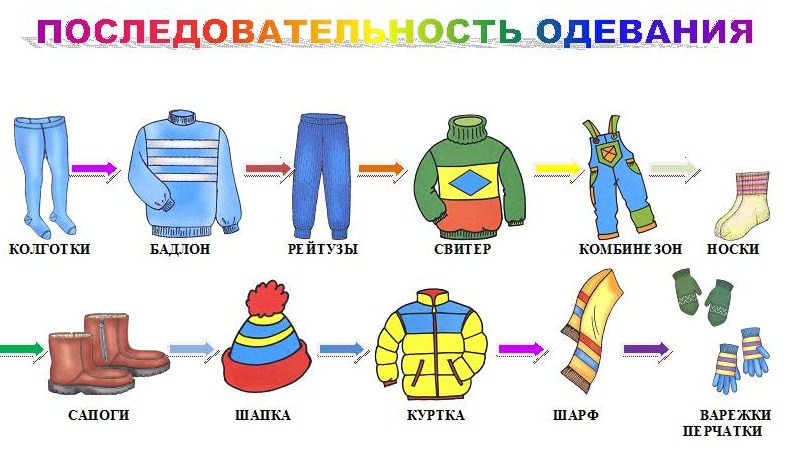 ПОСЛЕДОВАТЕЛЬНОСТЬ ОДЕВАНИЯ
КОЛГОТКИ
БАДЛОН
РЕЙТУЗЫ
СВИТЕР
КОМБИНЕЗОН
НОСКИ
САПОГИ
ШАПКА
КУРТКА
ШАРФ
ВАРЕЖКИ
ПЕРЧАТКИ